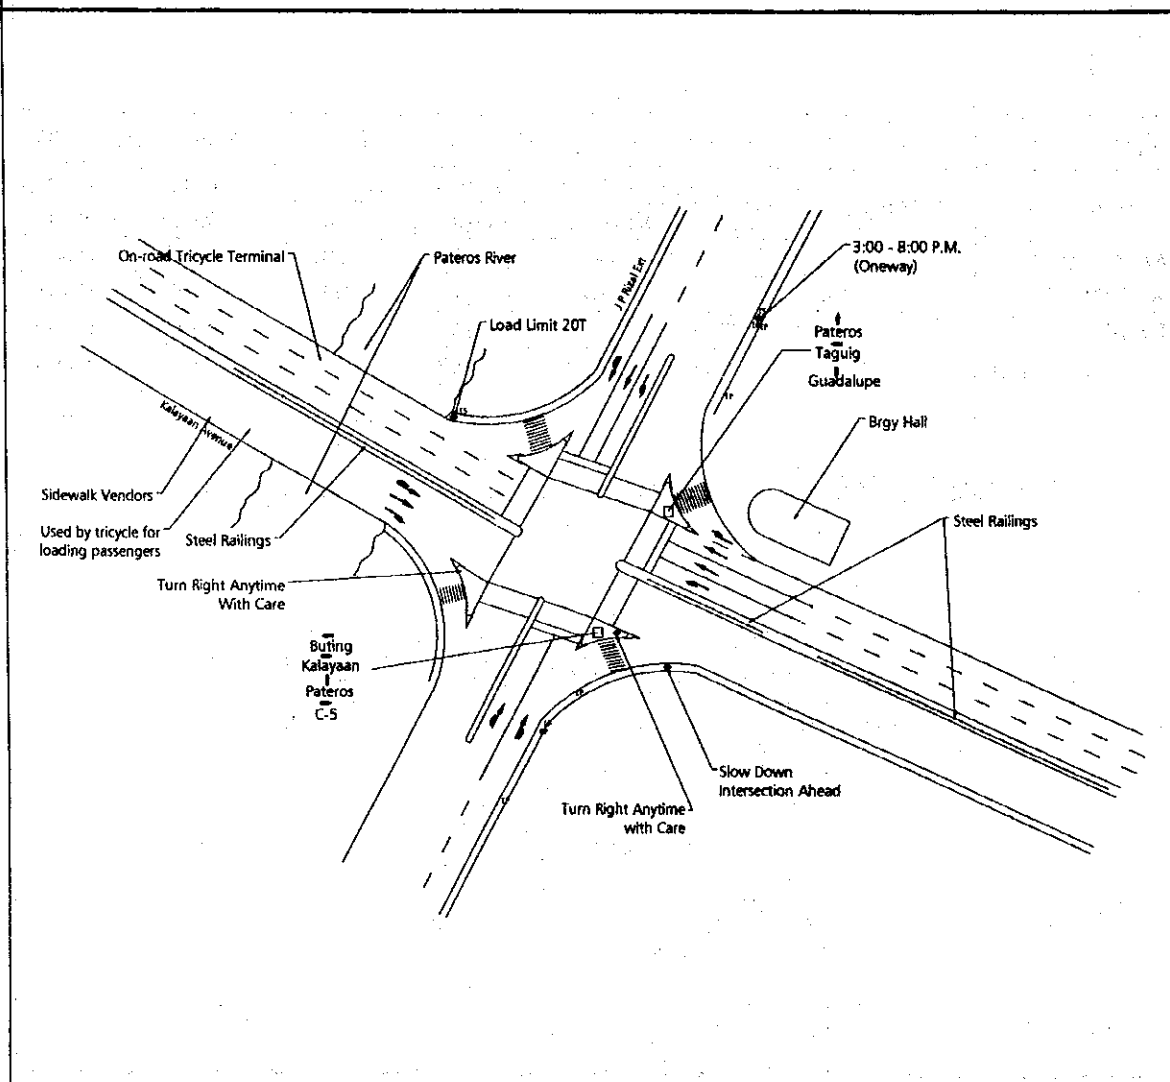 On-road Tricycle Terminal
Pateros River
J P Rizal Ext
3:00 - 8:00 P.M.
(Oneway)
Load Limit 20T
Pateros
Taguig
Guadalupe
Brgy Hall
Kalayaan Avenue
Sidewalk Vendors
Used by tricycle for
loading passengers
Steel Railings
Steel Railings
Turn Right Anytime
With Care
Buting
Kalayaan
Pateros
C-5
Slow Down
Intersection Ahead
Turn Right Anytime
with Care